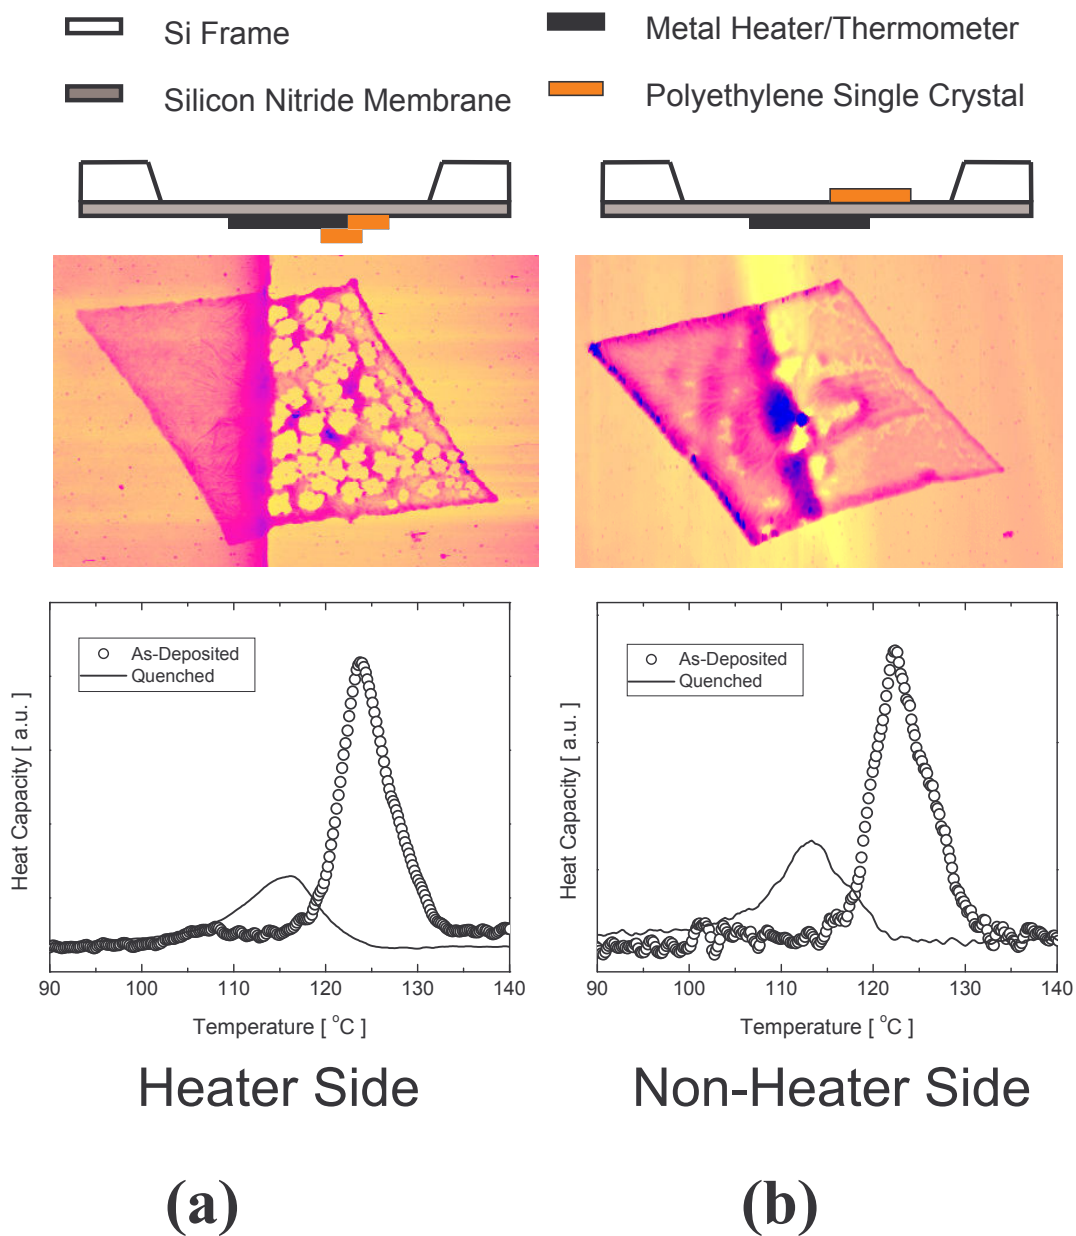 Si Frame
Metal Heater/Thermometer
Silicon Nitride Membrane
Polyethylene Single Crystal
As-Deposited
Quenched
Heat Capacity [ a.u. ]
90 100 110 120 130 140
Temperature [ °C ]
As-Deposited
Quenched
Heat Capacity [ a.u. ]
90 100 110 120 130 140
Temperature [ °C ]
Heater Side
Non-Heater Side
(a)
(b)